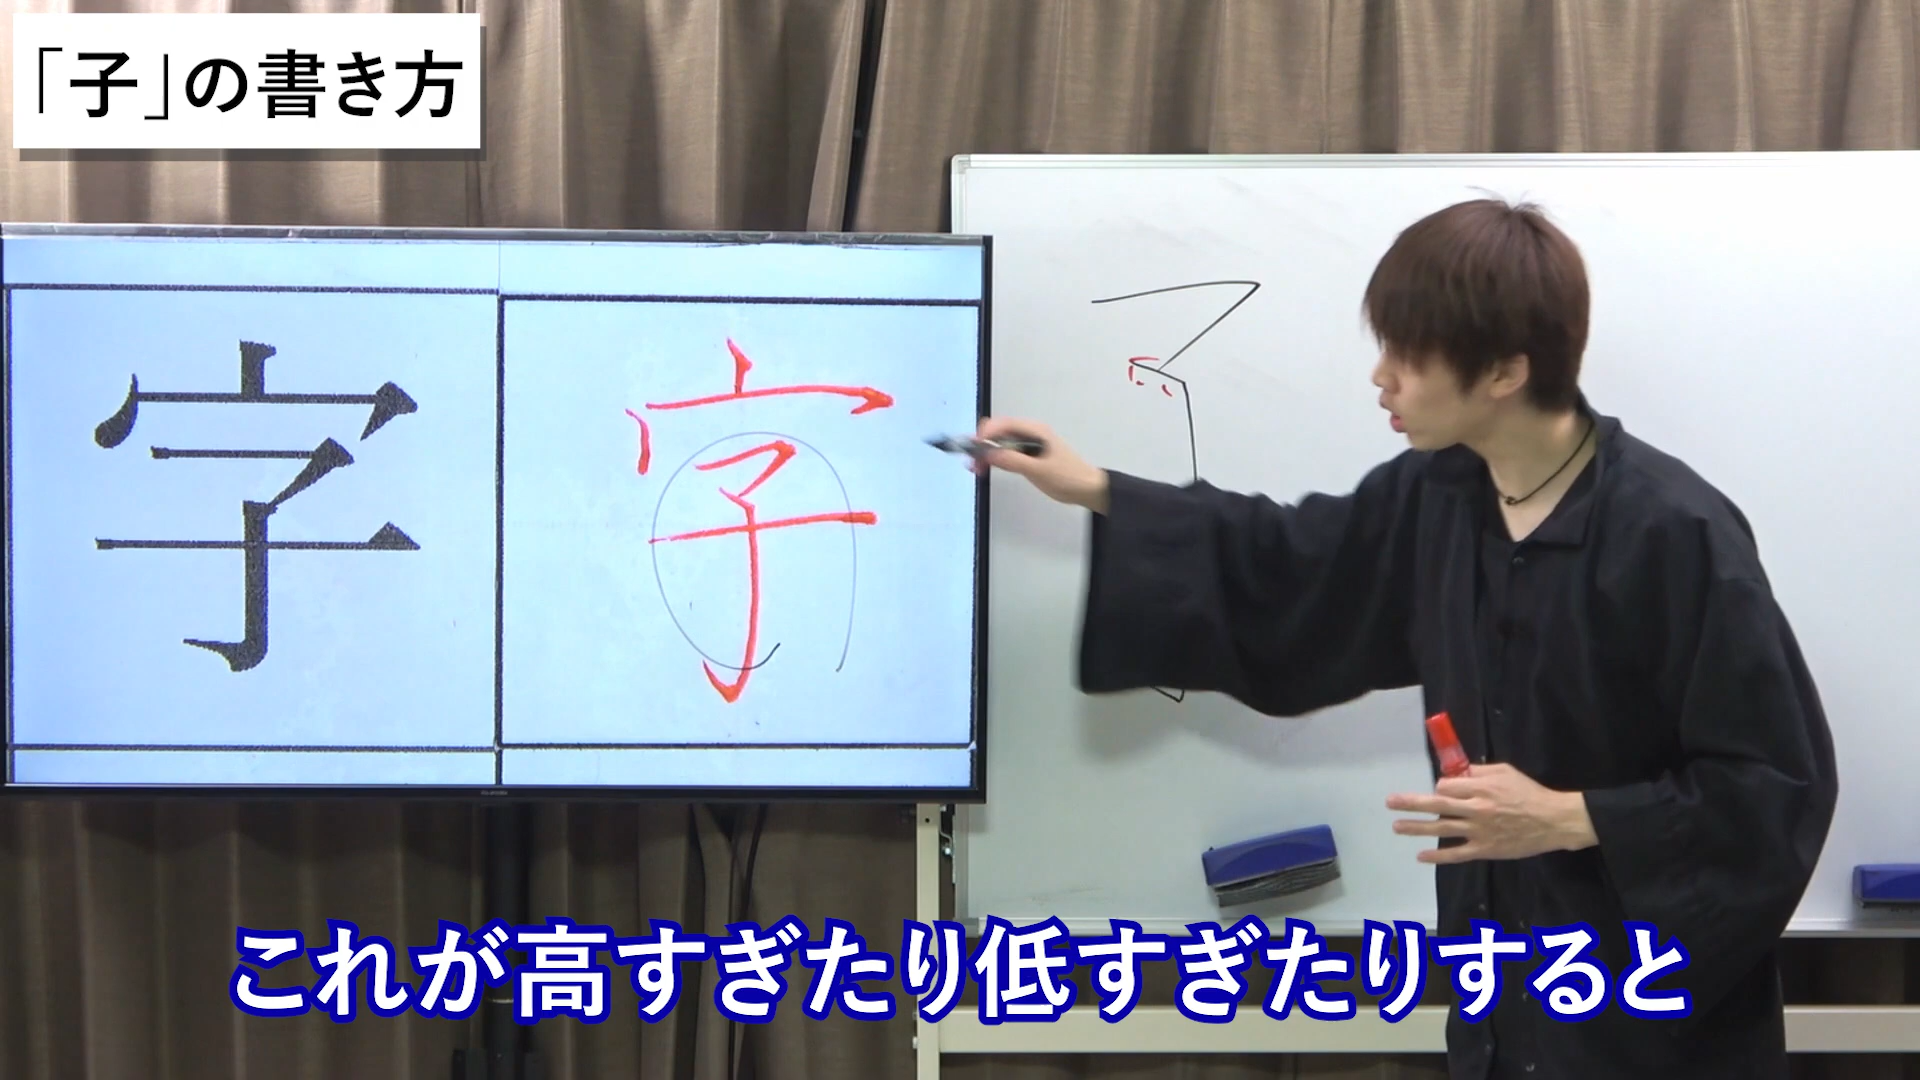 「子」の書き方
字 字
これが高すぎたり低すぎたりすると